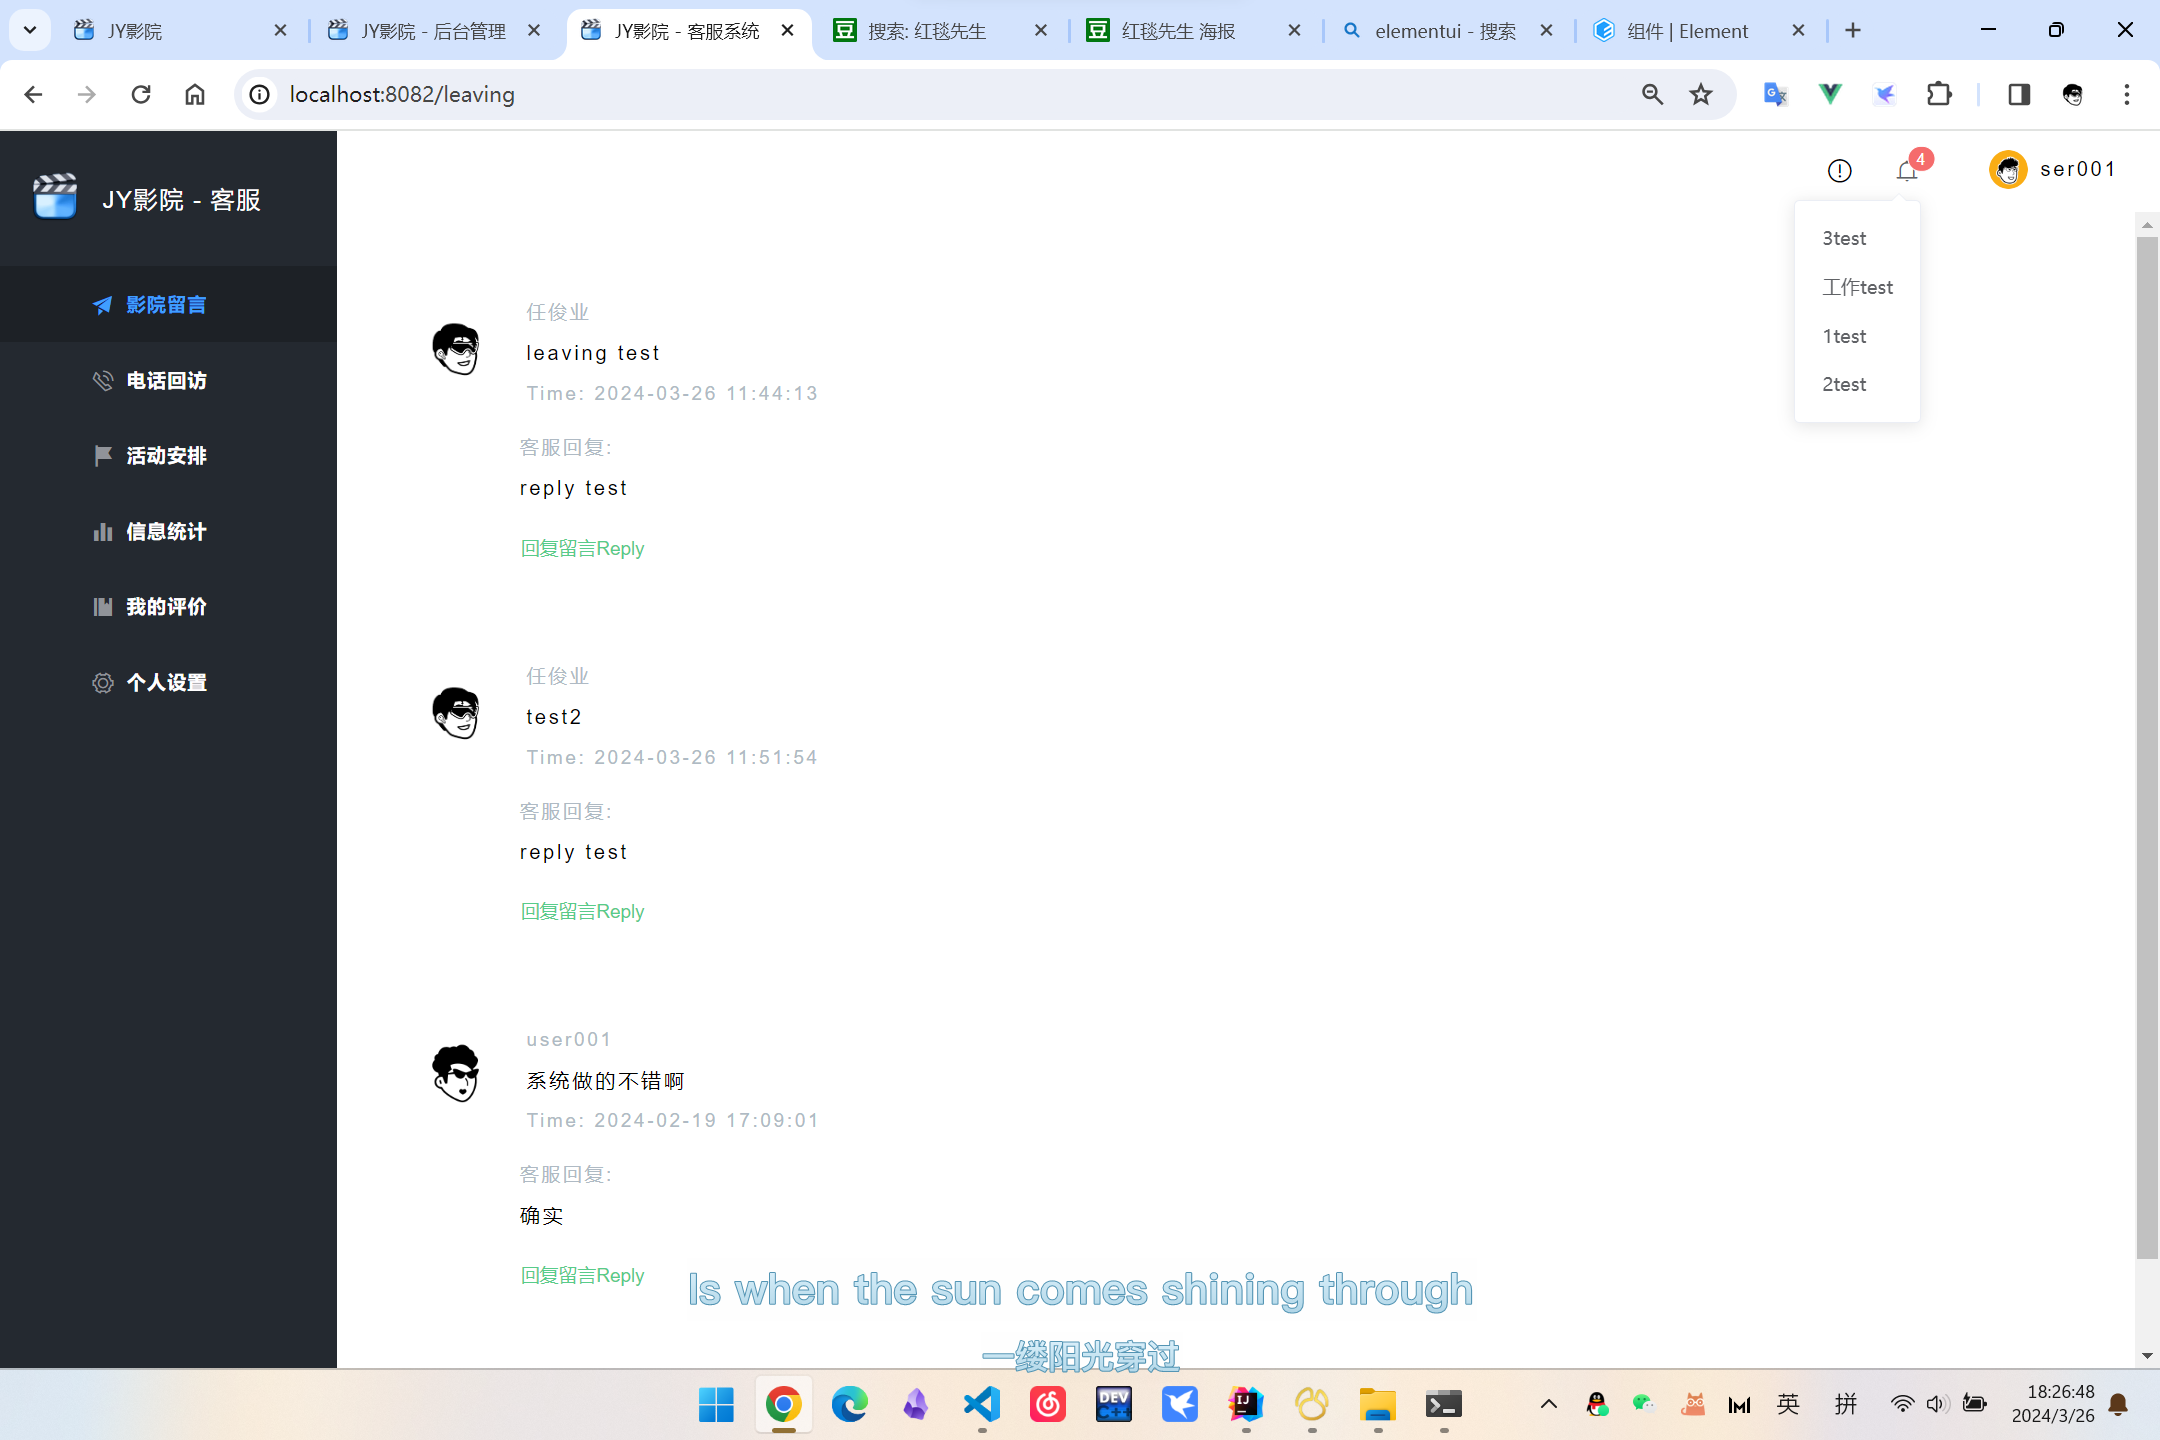 JY影院
JY影院 - 后台管理
JY影院 - 客服系统
搜索: 红毯先生
红毯先生 海报
elementui - 搜索
组件 | Element
localhost:8082/leaving
JY影院 - 客服
影院留言
电话回访
活动安排
信息统计
我的评价
个人设置
4
ser001
3test
工作test
1test
2test
任俊业
leaving test
Time: 2024-03-26 11:44:13
客服回复:
reply test
回复留言Reply
任俊业
test2
Time: 2024-03-26 11:51:54
客服回复:
reply test
回复留言Reply
user001
系统做的不错啊
Time: 2024-02-19 17:09:01
客服回复:
确实
回复留言Reply
Is when the sun comes shining through
一缕阳光穿过
DEV
C++
IJ
英
拼
18:26:48
2024/3/26